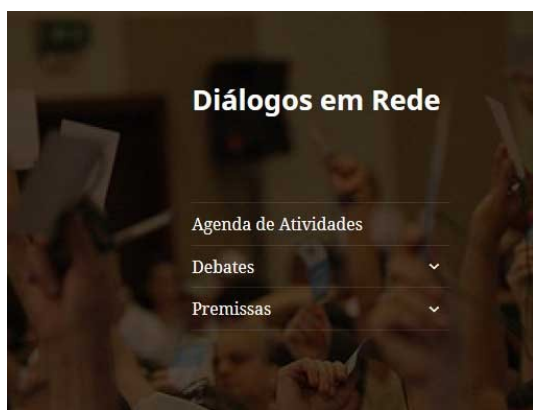 Diálogos em Rede
Agenda de Atividades
Debates
Premissas